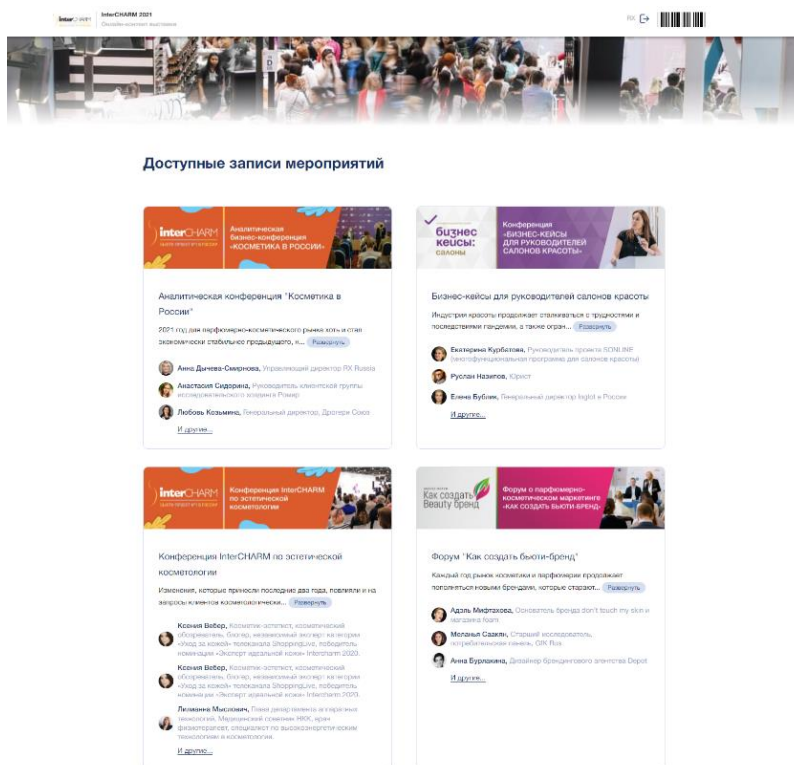 interCHARM
InterCHARM 2021
Онлайн-контент выставки
RX
Доступные записи мероприятий
interCHARM
Аналитическая
бизнес-конференция
«КОСМЕТИКА В РОССИИ»
Аналитическая конференция "Косметика в
России"
2021 год для парфюмерно-косметического рынка хоть и стал
экономически стабильнее предыдущего, н... Развернуть
Анна Дычева-Смирнова, Управляющий директор RX Russia
Анастасия Сидорина, Руководитель клиентской группы
исследовательского холдинга Ромир
Любовь Козьмина, Генеральный директор, Дрогери Союз
И другие...
бизнес
кейсы:
салоны
Конференция
«БИЗНЕС-КЕЙСЫ
ДЛЯ РУКОВОДИТЕЛЕЙ
САЛОНОВ КРАСОТЫ»
Бизнес-кейсы для руководителей салонов красоты
Индустрия красоты продолжает сталкиваться с трудностями и
последствиями пандемии, а также огран... Развернуть
Екатерина Курбатова, Руководитель проекта SONLINE
(многофункциональная программа для салонов красоты)
Руслан Назипов, Юрист
Елена Бублик, Генеральный директор Inglot в России
И другие...
interCHARM
Конференция InterCHARM
по эстетической
косметологии
Конференция InterCHARM по эстетической
косметологии
Изменения, которые принесли последние два года, повлияли и на
запросы клиентов косметологически... Развернуть
Ксения Вебер, Косметик-эстетист, косметический
обозреватель, блогер, независимый эксперт категории
«Уход за кожей» телеканала ShoppingLive, победитель
номинации «Эксперт идеальной кожи» Intercharm 2020.
Ксения Вебер, Косметик-эстетист, косметический
обозреватель, блогер, независимый эксперт категории
«Уход за кожей» телеканала ShoppingLive, победитель
номинации «Эксперт идеальной кожи» Intercharm 2020.
Лилианна Мыслович, Глава департамента аппаратных
технологий, Медицинский советник НКК, врач
физиотерапевт, специалист по высокоэнергетическим
технологиям в косметологии.
И другие...
Как создать
Beauty бренд
Форум о парфюмерно-
косметическом маркетинге
«КАК СОЗДАТЬ БЬЮТИ-БРЕНД»
Форум "Как создать бьюти-бренд"
Каждый год рынок косметики и парфюмерии продолжает
пополняться новыми брендами, которые старают... Развернуть
Адэль Мифтахова, Основатель бренда don't touch my skin и
магазина foam
Меланья Саакян, Старший исследователь,
потребительская панель, GfK Rus
Анна Бурлакина, Дизайнер брендингового агентства Depot
И другие...